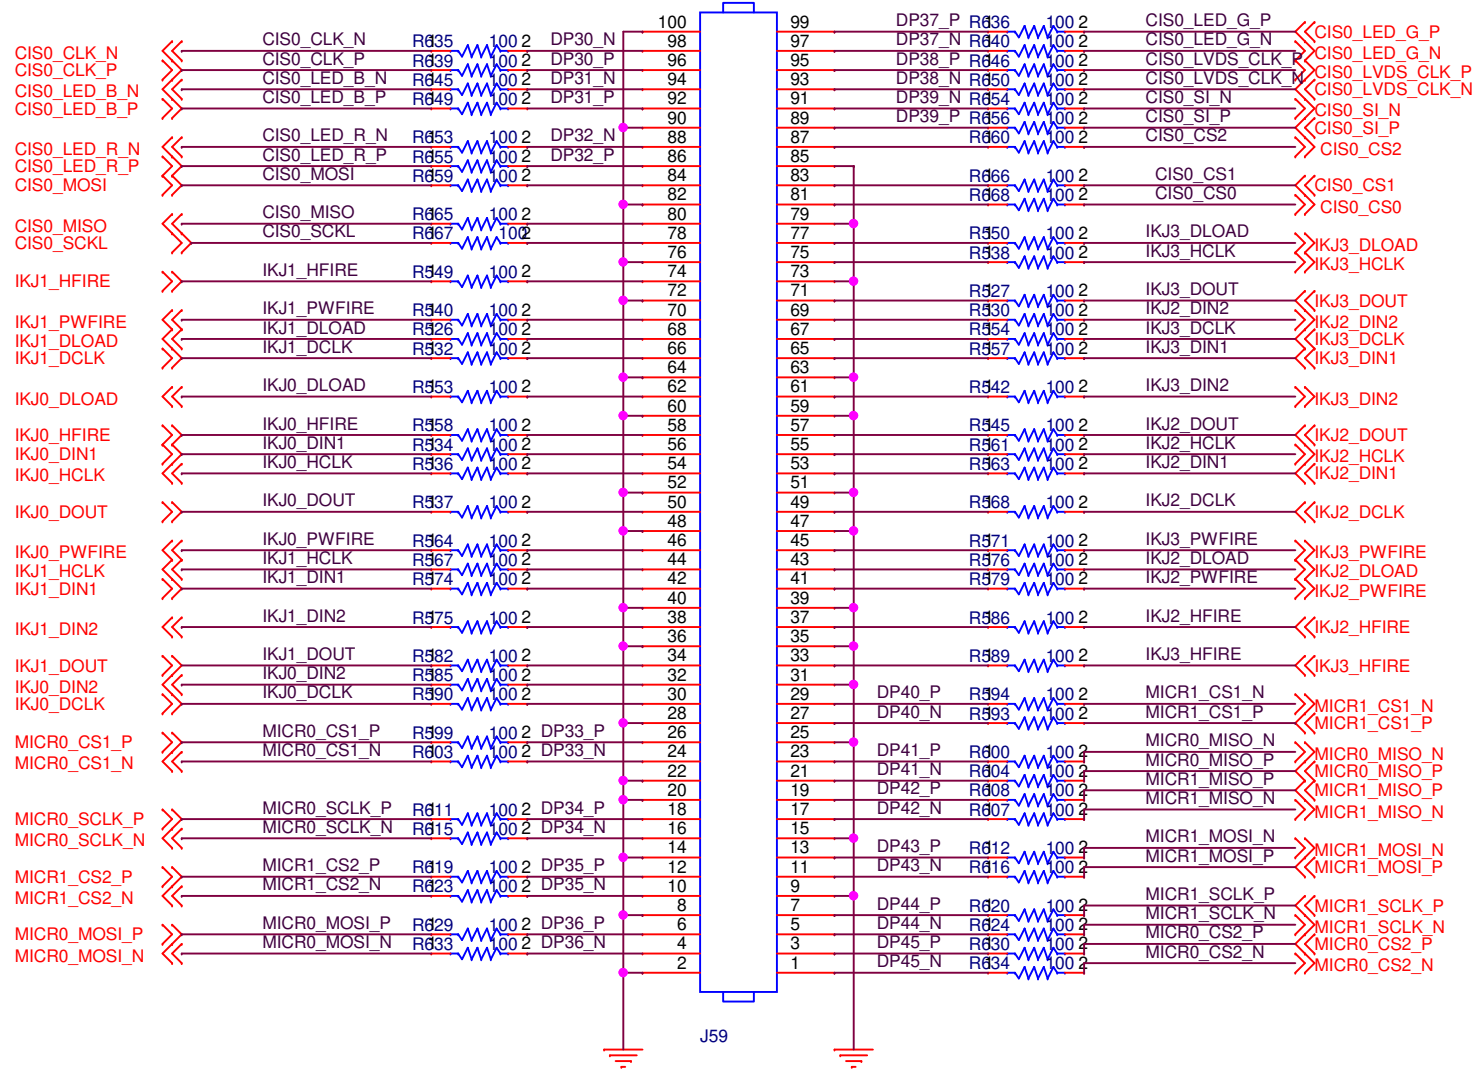 100 99 DP37_P R636 100 2 CIS0_LED_G_P CIS0_LED_G_P
CIS0_CLK_N CIS0_CLK_N R635 100 2 DP30_N 98 97 DP37_N R640 100 2 CIS0_LED_G_N CIS0_LED_G_N
CIS0_CLK_P CIS0_CLK_P R639 100 2 DP30_P 96 95 DP38_P R646 100 2 CIS0_LVDS_CLK_P CIS0_LVDS_CLK_P
CIS0_LED_B_N CIS0_LED_B_N R645 100 2 DP31_N 94 93 DP38_N R650 100 2 CIS0_LVDS_CLK_N CIS0_LVDS_CLK_N
CIS0_LED_B_P CIS0_LED_B_P R649 100 2 DP31_P 92 91 DP39_N R654 100 2 CIS0_SI_N CIS0_SI_N
90 89 DP39_P R656 100 2 CIS0_SI_P CIS0_SI_P
CIS0_LED_R_N CIS0_LED_R_N R653 100 2 DP32_N 88 87 R660 100 2 CIS0_CS2 CIS0_CS2
CIS0_LED_R_P CIS0_LED_R_P R655 100 2 DP32_P 86 85
CIS0_MOSI CIS0_MOSI R659 100 2 84 83 R666 100 2 CIS0_CS1 CIS0_CS1
82 81 R668 100 2 CIS0_CS0 CIS0_CS0
CIS0_MISO CIS0_MISO R665 100 2 80 79
CIS0_SCKL CIS0_SCKL R667 100 2 78 77 R550 100 2 IKJ3_DLOAD IKJ3_DLOAD
76 75 R538 100 2 IKJ3_HCLK IKJ3_HCLK
IKJ1_HFIRE IKJ1_HFIRE R549 100 2 74 73
72 71 R527 100 2 IKJ3_DOUT IKJ3_DOUT
IKJ1_PWFIRE IKJ1_PWFIRE R540 100 2 70 69 R530 100 2 IKJ2_DIN2 IKJ2_DIN2
IKJ1_DLOAD IKJ1_DLOAD R526 100 2 68 67 R554 100 2 IKJ3_DCLK IKJ3_DCLK
IKJ1_DCLK IKJ1_DCLK R532 100 2 66 65 R557 100 2 IKJ3_DIN1 IKJ3_DIN1
64 63
IKJ0_DLOAD IKJ0_DLOAD R553 100 2 62 61 R542 100 2 IKJ3_DIN2 IKJ3_DIN2
60 59
IKJ0_HFIRE IKJ0_HFIRE R558 100 2 58 57 R545 100 2 IKJ2_DOUT IKJ2_DOUT
IKJ0_DIN1 IKJ0_DIN1 R534 100 2 56 55 R561 100 2 IKJ2_HCLK IKJ2_HCLK
IKJ0_HCLK IKJ0_HCLK R536 100 2 54 53 R563 100 2 IKJ2_DIN1 IKJ2_DIN1
52 51
IKJ0_DOUT IKJ0_DOUT R537 100 2 50 49 R568 100 2 IKJ2_DCLK IKJ2_DCLK
48 47
IKJ0_PWFIRE IKJ0_PWFIRE R564 100 2 46 45 R571 100 2 IKJ3_PWFIRE IKJ3_PWFIRE
IKJ1_HCLK IKJ1_HCLK R567 100 2 44 43 R576 100 2 IKJ2_DLOAD IKJ2_DLOAD
IKJ1_DIN1 IKJ1_DIN1 R574 100 2 42 41 R579 100 2 IKJ2_PWFIRE IKJ2_PWFIRE
40 39
IKJ1_DIN2 IKJ1_DIN2 R575 100 2 38 37 R586 100 2 IKJ2_HFIRE IKJ2_HFIRE
36 35
IKJ1_DOUT IKJ1_DOUT R582 100 2 34 33 R589 100 2 IKJ3_HFIRE IKJ3_HFIRE
IKJ0_DIN2 IKJ0_DIN2 R585 100 2 32 31
IKJ0_DCLK IKJ0_DCLK R590 100 2 30 29 DP40_P R594 100 2 MICR1_CS1_N MICR1_CS1_N
28 27 DP40_N R593 100 2 MICR1_CS1_P MICR1_CS1_P
MICR0_CS1_P MICR0_CS1_P R599 100 2 DP33_P 26 25
MICR0_CS1_N MICR0_CS1_N R603 100 2 DP33_N 24 23 DP41_P R600 100 2 MICR0_MISO_N MICR0_MISO_N
22 21 DP41_N R604 100 2 MICR0_MISO_P MICR0_MISO_P
20 19 DP42_P R608 100 2 MICR1_MISO_P MICR1_MISO_P
MICR0_SCLK_P MICR0_SCLK_P R611 100 2 DP34_P 18 17 DP42_N R607 100 2 MICR1_MISO_N MICR1_MISO_N
MICR0_SCLK_N MICR0_SCLK_N R615 100 2 DP34_N 16 15
14 13 DP43_P R612 100 2 MICR1_MOSI_N MICR1_MOSI_N
MICR1_CS2_P MICR1_CS2_P R619 100 2 DP35_P 12 11 DP43_N R616 100 2 MICR1_MOSI_P MICR1_MOSI_P
MICR1_CS2_N MICR1_CS2_N R623 100 2 DP35_N 10 9
8 7 DP44_P R620 100 2 MICR1_SCLK_P MICR1_SCLK_P
MICR0_MOSI_P MICR0_MOSI_P R629 100 2 DP36_P 6 5 DP44_N R624 100 2 MICR1_SCLK_N MICR1_SCLK_N
MICR0_MOSI_N MICR0_MOSI_N R633 100 2 DP36_N 4 3 DP45_P R630 100 2 MICR0_CS2_P MICR0_CS2_P
2 1 DP45_N R634 100 2 MICR0_CS2_N MICR0_CS2_N
J59